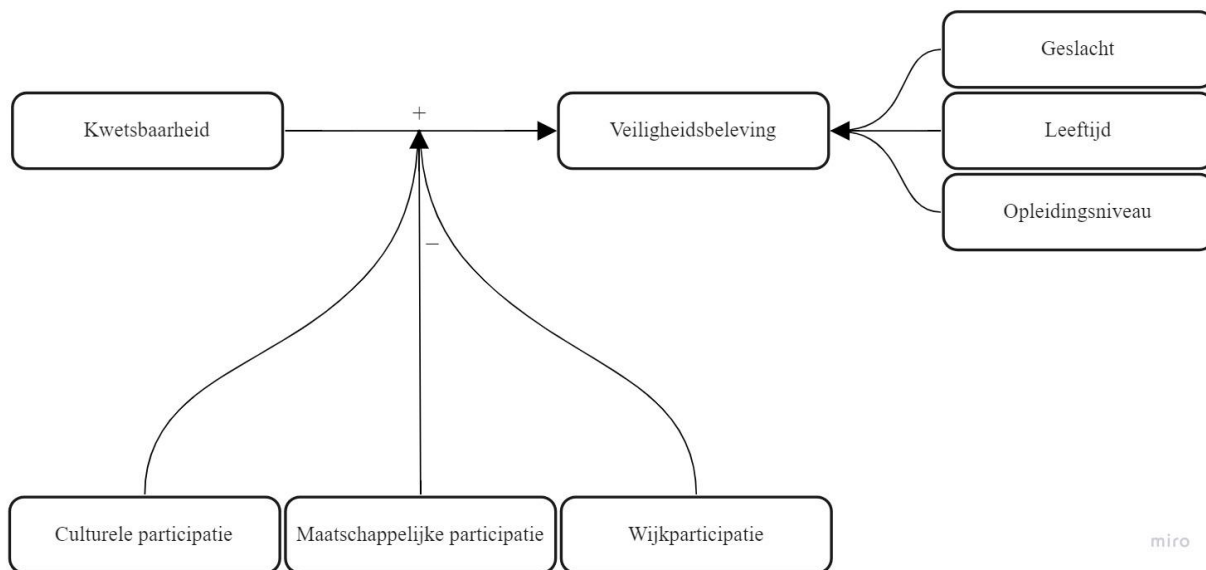 Geslacht
Kwetsbaarheid
+
Veiligheidsbeleving
Leeftijd
Opleidingsniveau
–
Culturele participatie
Maatschappelijke participatie
Wijkparticipatie
miro